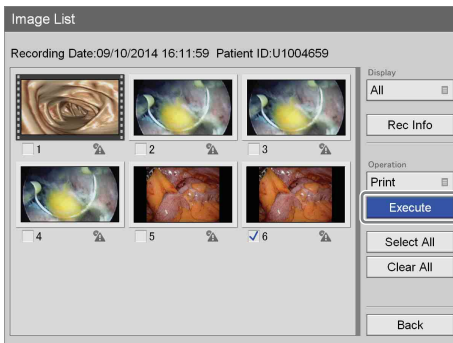 Image List
Recording Date:09/10/2014 16:11:59 Patient ID:U1004659
Display
All
Rec Info
1 2 3
Operation
Print
Execute
4 5 6
Select All
Clear All
Back